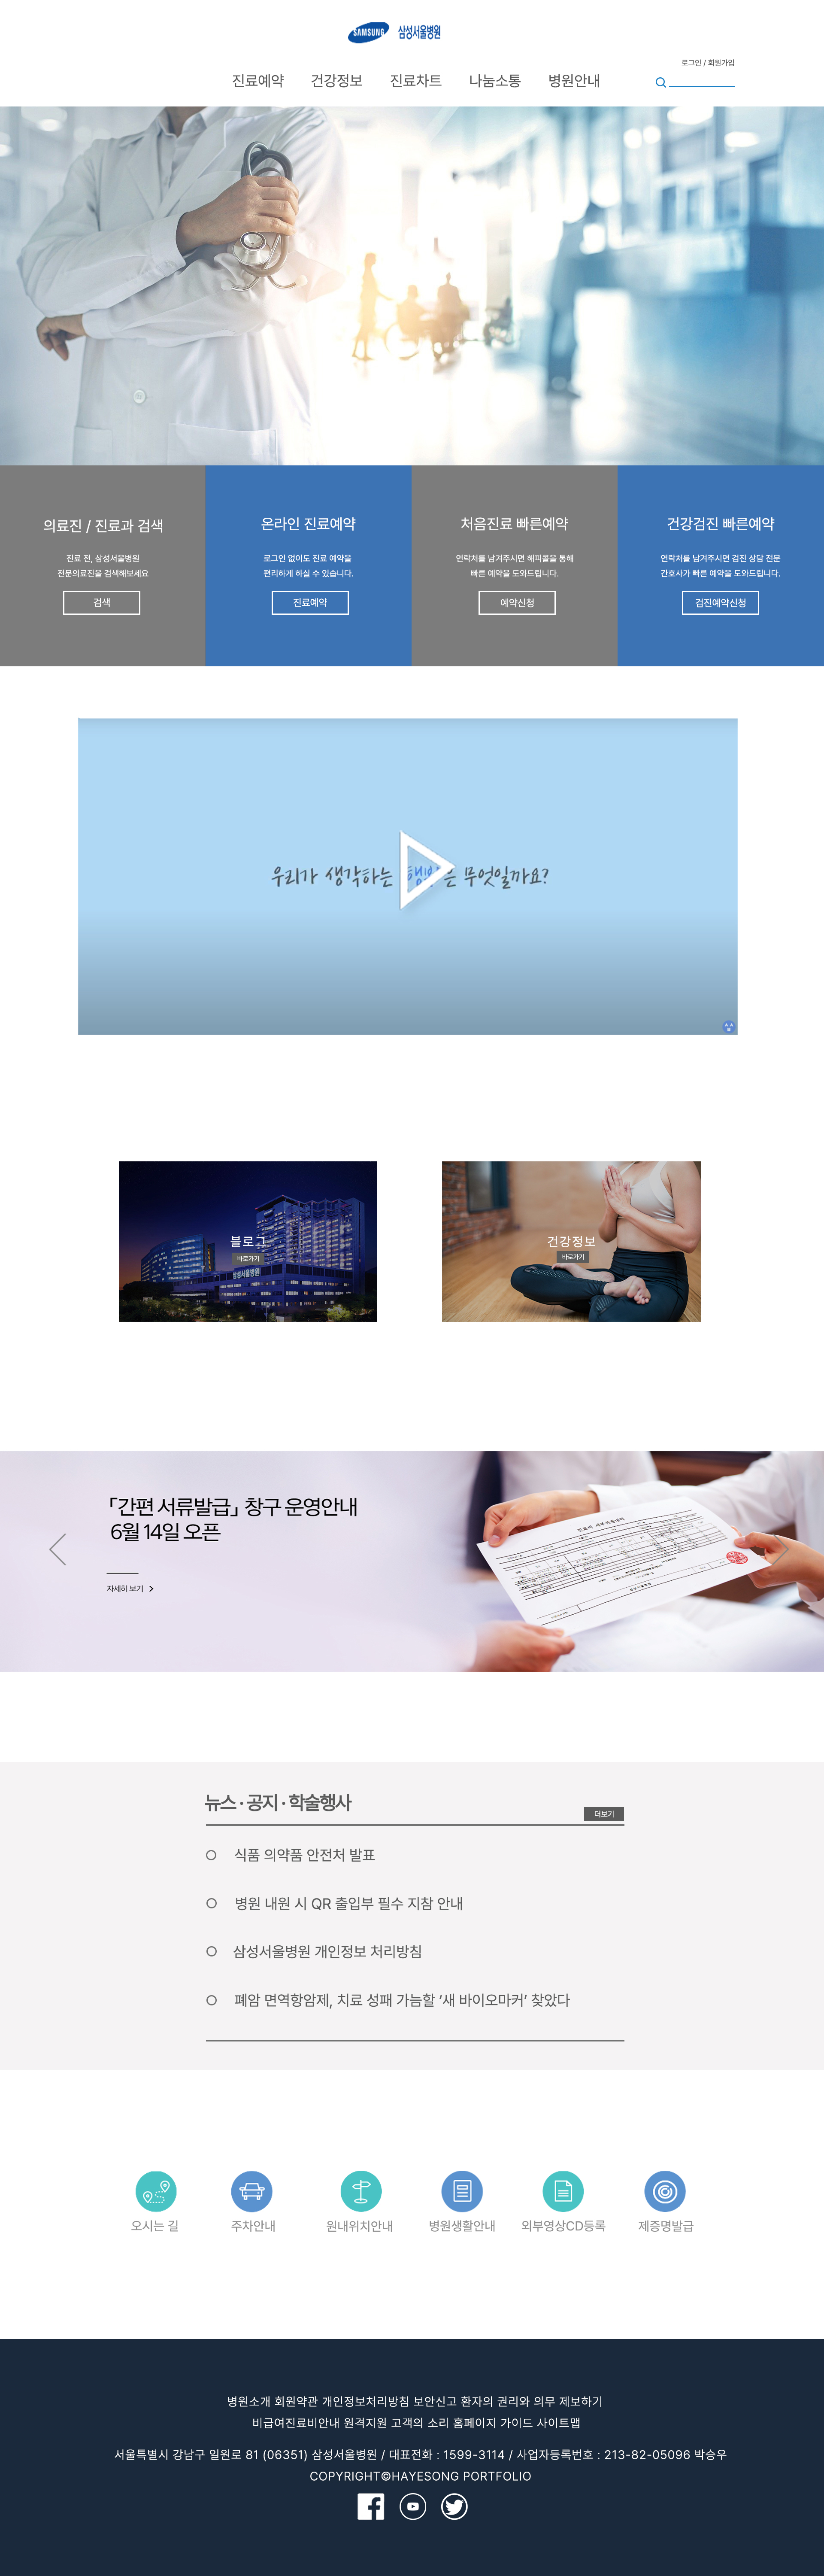 SAMSUNG 삼성서울병원
로그인 / 회원가입
진료예약 건강정보 진료차트 나눔소통 병원안내
의료진 / 진료과 검색
진료 전, 삼성서울병원
전문의료진을 검색해보세요
검색
온라인 진료예약
로그인 없이도 진료 예약을
편리하게 하실 수 있습니다.
진료예약
처음진료 빠른예약
연락처를 남겨주시면 해피콜을 통해
빠른 예약을 도와드립니다.
예약신청
건강검진 빠른예약
연락처를 남겨주시면 검진 상담 전문
간호사가 빠른 예약을 도와드립니다.
검진예약신청
우리가 생각하는 행복은 무엇일까요?
블로그
바로가기
삼성서울병원
건강정보
바로가기
「간편 서류발급」 창구 운영안내
6월 14일 오픈
자세히 보기
뉴스 · 공지 · 학술행사
더보기
식품 의약품 안전처 발표
병원 내원 시 QR 출입부 필수 지참 안내
삼성서울병원 개인정보 처리방침
폐암 면역항암제, 치료 성패 가늠할 ‘새 바이오마커’ 찾았다
오시는 길 주차안내 원내위치안내 병원생활안내 외부영상CD등록 제증명발급
병원소개 회원약관 개인정보처리방침 보안신고 환자의 권리와 의무 제보하기
비급여진료비안내 원격지원 고객의 소리 홈페이지 가이드 사이트맵
서울특별시 강남구 일원로 81 (06351) 삼성서울병원 / 대표전화 : 1599-3114 / 사업자등록번호 : 213-82-05096 박승우
COPYRIGHT©HAYESONG PORTFOLIO